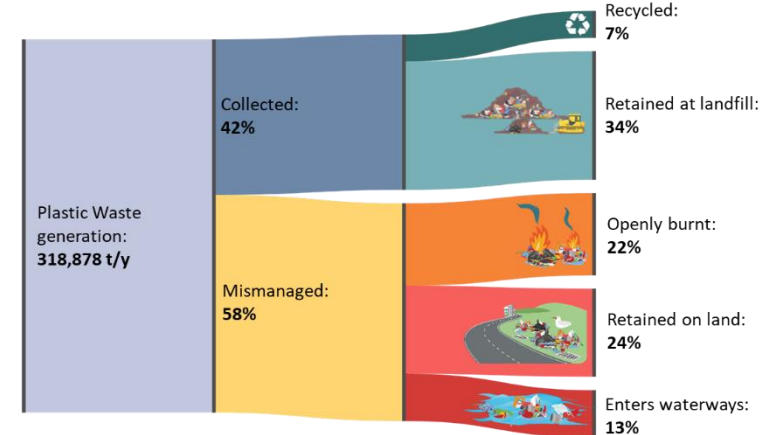 Plastic Waste
generation:
318,878 t/y
Collected:
42%
Mismanaged:
58%
Recycled:
7%
Retained at landfill:
34%
Openly burnt:
22%
Retained on land:
24%
Enters waterways:
13%